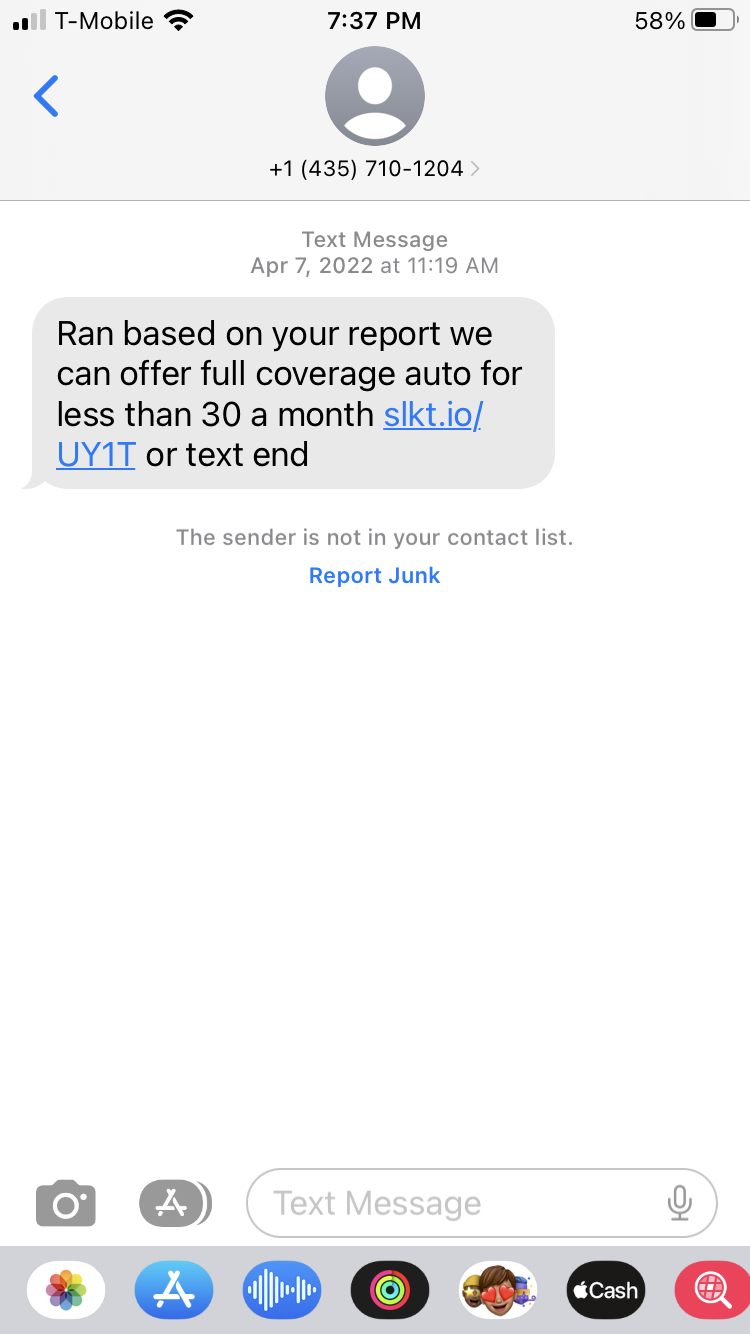 T-Mobile 7:37 PM 58%
+1 (435) 710-1204
Text Message
Apr 7, 2022 at 11:19 AM
Ran based on your report we
can offer full coverage auto for
less than 30 a month slkt.io/
UY1T or text end
The sender is not in your contact list.
Report Junk
Text Message
Cash